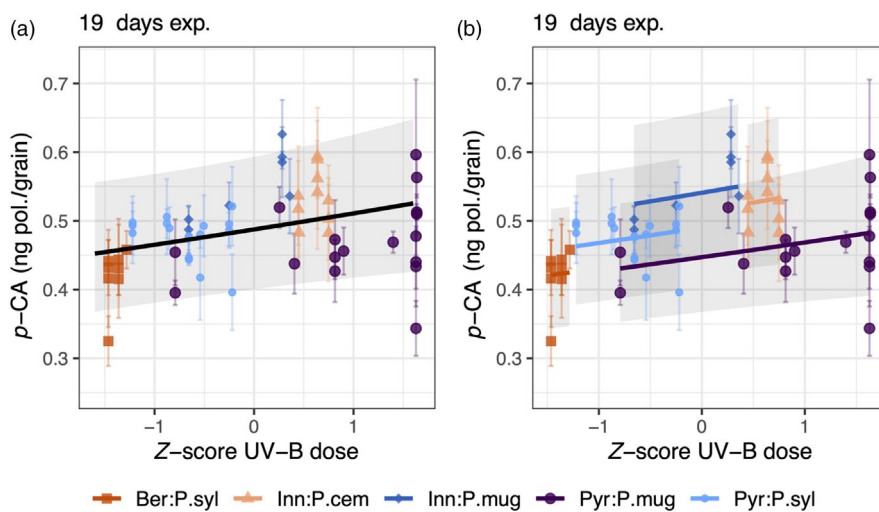 (a)
19 days exp.
p-CA (ng pol./grain)
0.7
0.6
0.5
0.4
0.3
−1
0
1
Z-score UV−B dose
(b)
19 days exp.
p-CA (ng pol./grain)
0.7
0.6
0.5
0.4
0.3
−1
0
1
Z-score UV−B dose
Ber:P.syl Inn:P.cem Inn:P.mug Pyr:P.mug Pyr:P.syl